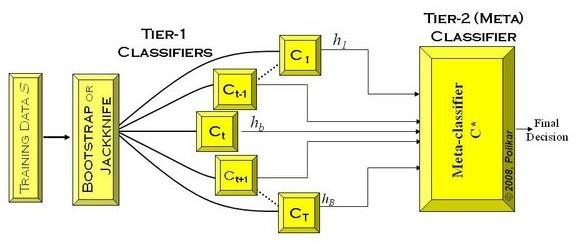 TIER-1
CLASSIFIERS
TIER-2 (META)
CLASSIFIER
TRAINING DATA S
BOOTSTRAP OR
JACKKNIFE
C1
h1
Ct-1
Ct
hb
Ct+1
CT
hB
Meta-classifier
C*
© 2008, Polikar
Final
Decision